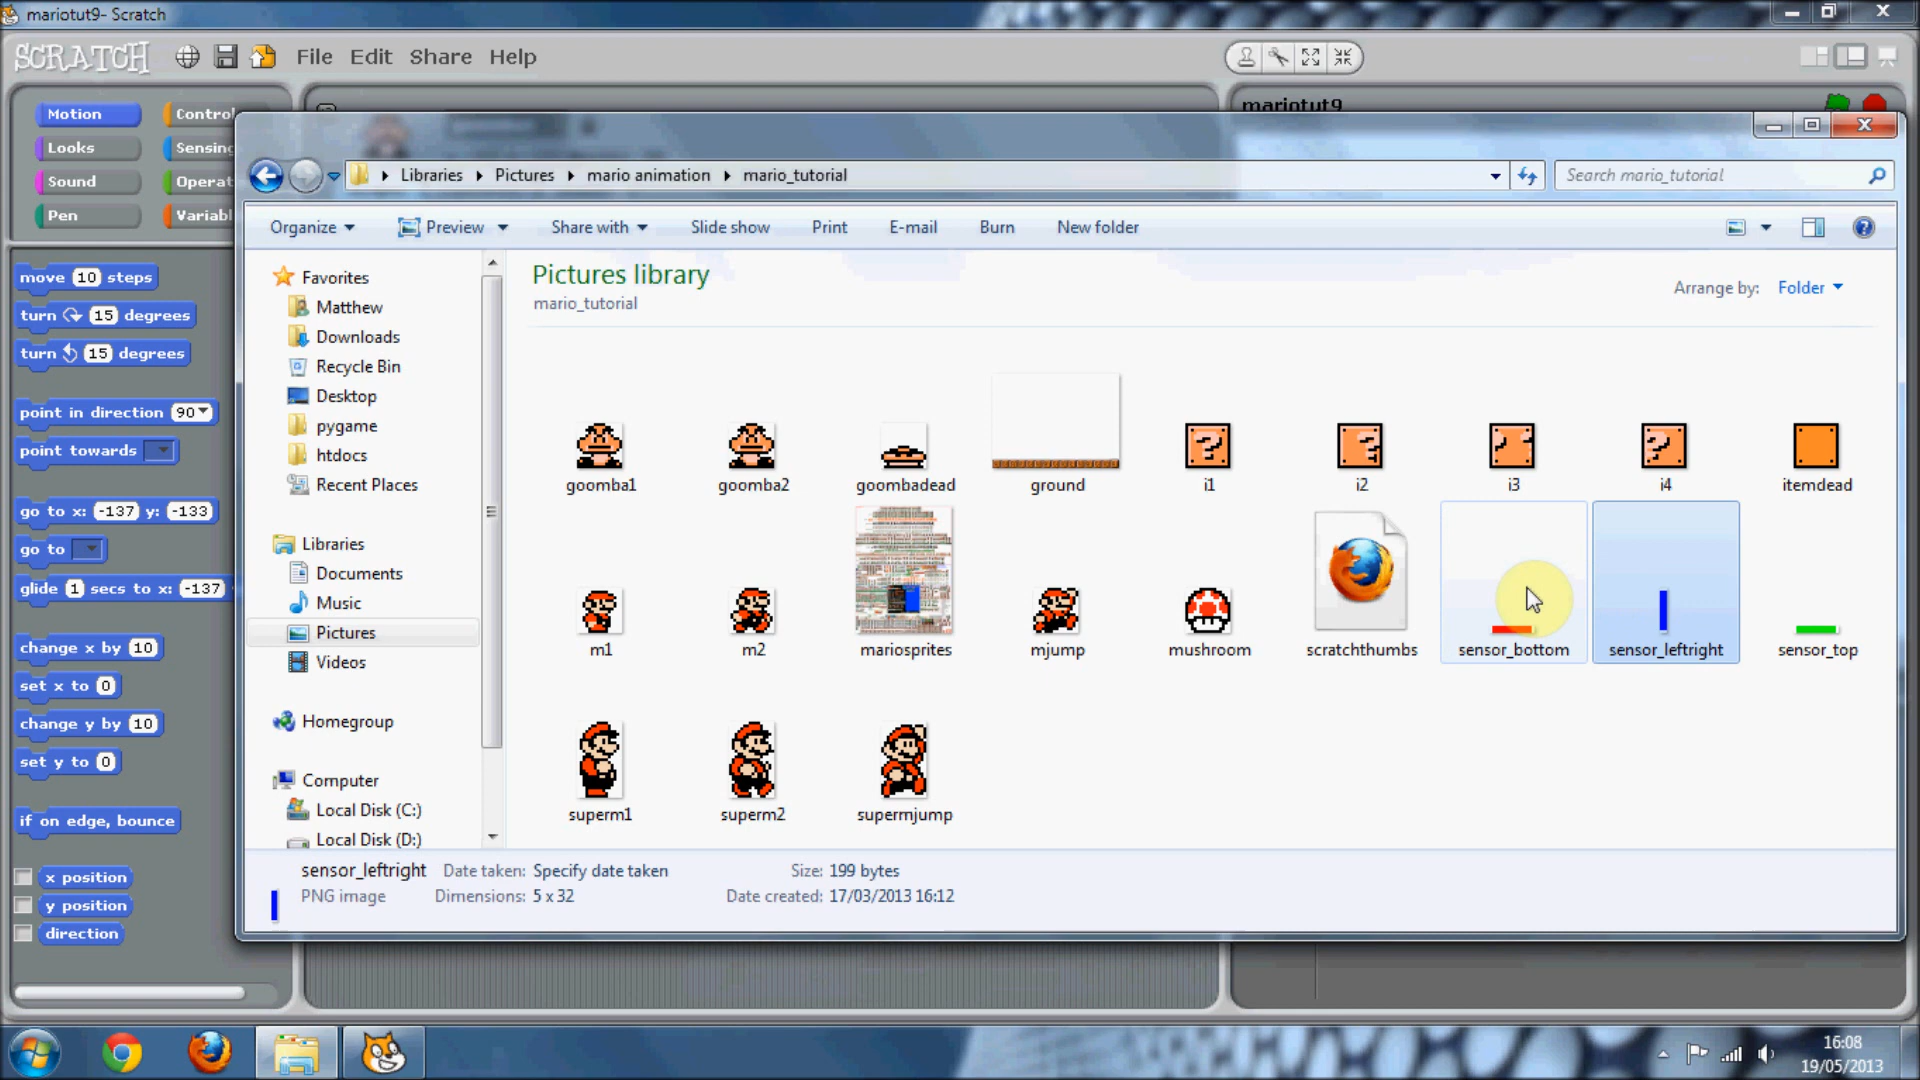 mariotut9- Scratch
SCRATCH File Edit Share Help
mariotut9
Motion Control
Looks Sensing
Sound Operat
Pen Variabl
Libraries Pictures mario animation mario_tutorial Search mario_tutorial
Organize Preview Share with Slide show Print E-mail Burn New folder
move 10 steps
turn 15 degrees
turn 15 degrees
point in direction 90
point towards
go to x: -137 y: -133
go to
glide 1 secs to x: -137
change x by 10
set x to 0
change y by 10
set y to 0
if on edge, bounce
x position
y position
direction
Favorites
Matthew
Downloads
Recycle Bin
Desktop
pygame
htdocs
Recent Places
Libraries
Documents
Music
Pictures
Videos
Homegroup
Computer
Local Disk (C:)
Local Disk (D:)
Pictures library
mario_tutorial
Arrange by: Folder
goomba1 goomba2 goombadead ground i1 i2 i3 i4 itemdead
m1 m2 mariosprites mjump mushroom scratchthumbs sensor_bottom sensor_leftright sensor_top
superm1 superm2 supermjump
sensor_leftright Date taken: Specify date taken Size: 199 bytes
PNG image Dimensions: 5 x 32 Date created: 17/03/2013 16:12
16:08
19/05/2013